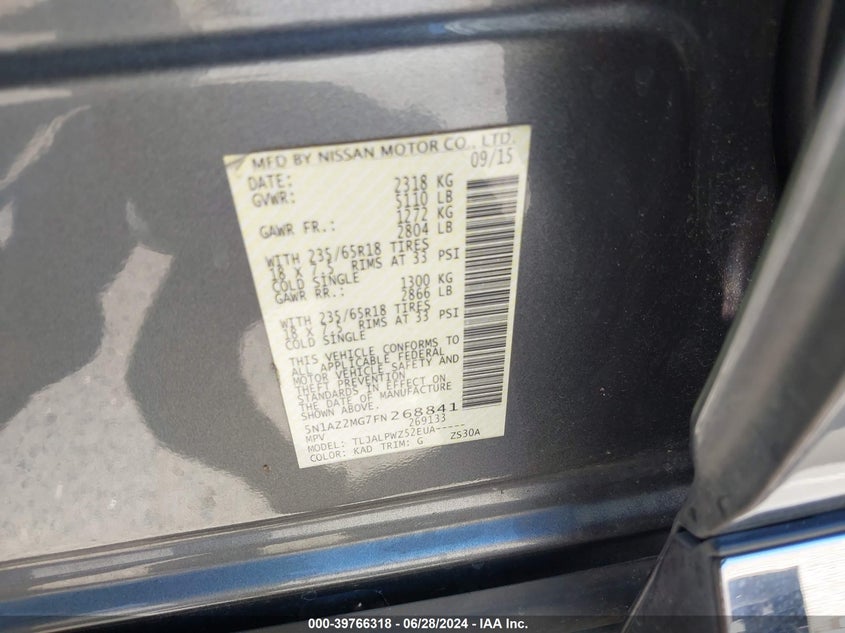 MFD BY NISSAN MOTOR CO., LTD.
DATE: 09/15
GVWR: 2318 KG
5110 LB
GAWR FR.: 1272 KG
2804 LB
WITH 235/65R18 TIRES
18 X 7.5 RIMS AT 33 PSI
COLD SINGLE
GAWR RR.: 1300 KG
2866 LB
WITH 235/65R18 TIRES
18 X 7.5 RIMS AT 33 PSI
COLD SINGLE
THIS VEHICLE CONFORMS TO
ALL APPLICABLE FEDERAL
MOTOR VEHICLE SAFETY AND
THEFT PREVENTION
STANDARDS IN EFFECT ON
THE DATE OF MANUFACTURE
SHOWN ABOVE.
5N1AZ2MG7FN268841
MPV 269133
MODEL: TLJALPWZ52EUA-----
COLOR: KAD TRIM: G ZS30A
000-39766318 - 06/28/2024 - IAA Inc.